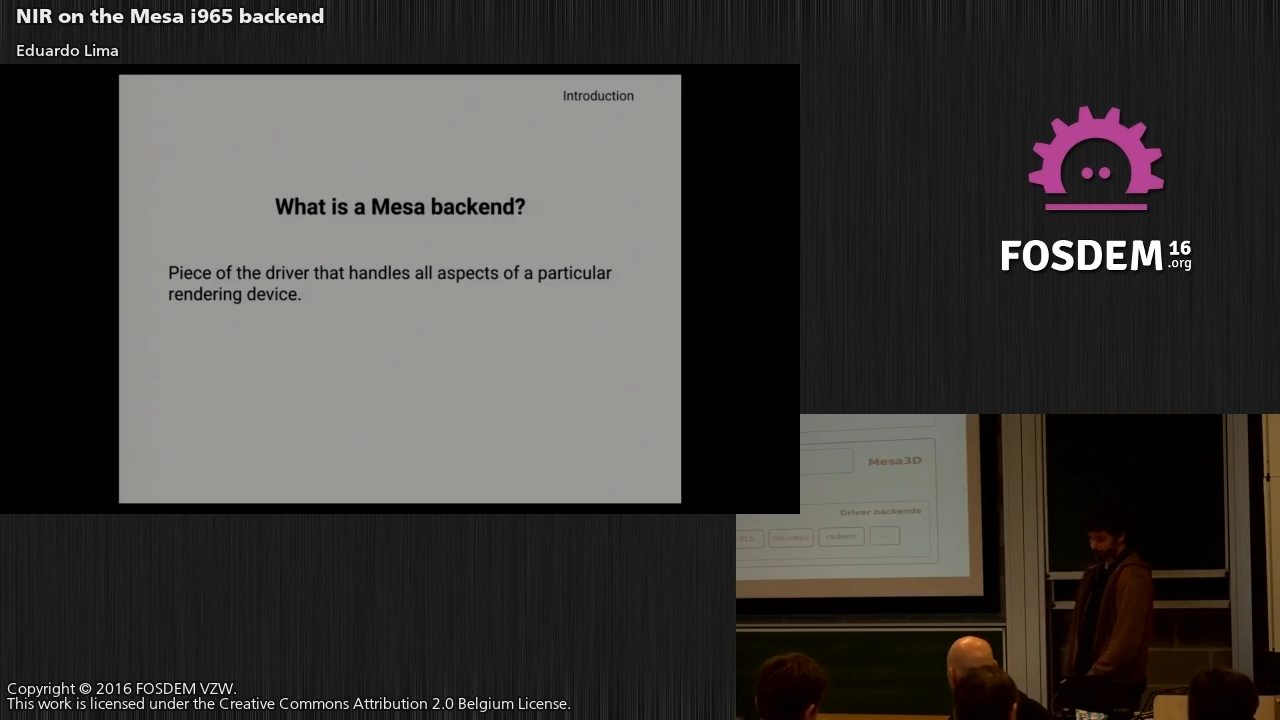 NIR on the Mesa i965 backend
Eduardo Lima
Introduction
What is a Mesa backend?
Piece of the driver that handles all aspects of a particular
rendering device.
FOSDEM 16
.org
Mesa3D
Driver backends
nouveau
radeon
...
Copyright © 2016 FOSDEM VZW.
This work is licensed under the Creative Commons Attribution 2.0 Belgium License.